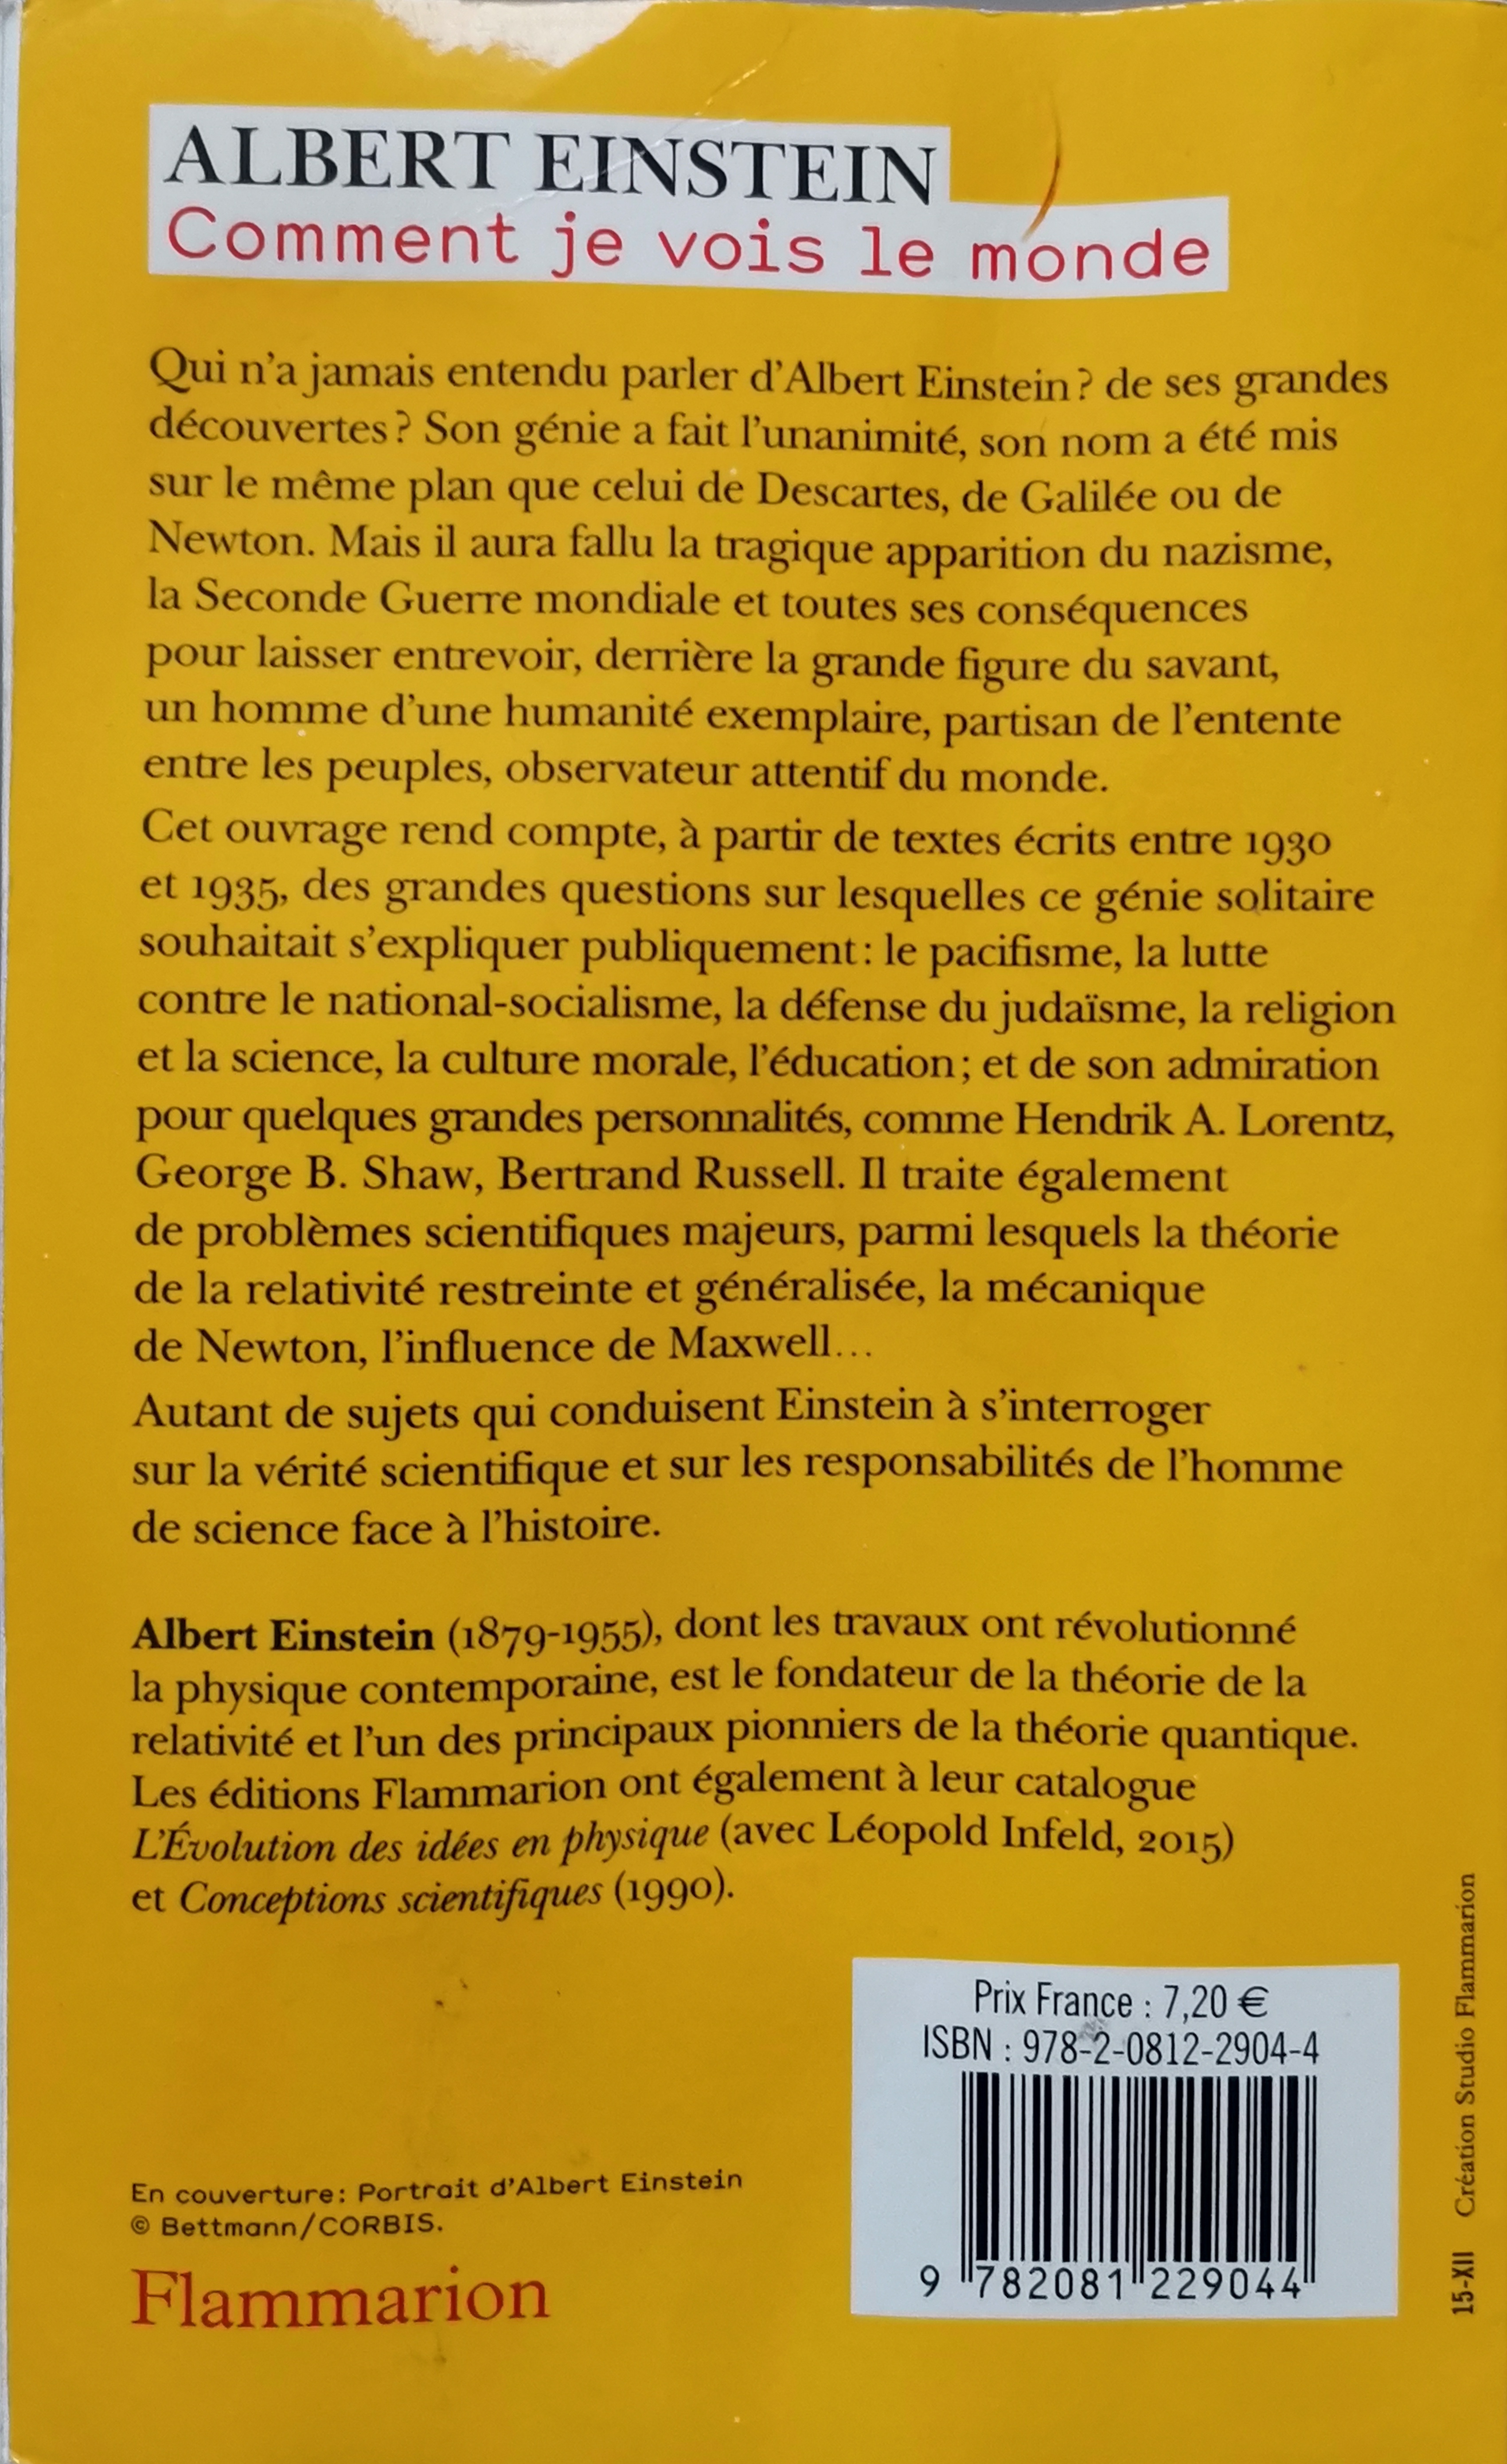 ALBERT EINSTEIN
Comment je vois le monde
Qui n'a jamais entendu parler d'Albert Einstein ? de ses grandes
découvertes ? Son génie a fait l'unanimité, son nom a été mis
sur le même plan que celui de Descartes, de Galilée ou de
Newton. Mais il aura fallu la tragique apparition du nazisme,
la Seconde Guerre mondiale et toutes ses conséquences
pour laisser entrevoir, derrière la grande figure du savant,
un homme d'une humanité exemplaire, partisan de l'entente
entre les peuples, observateur attentif du monde.
Cet ouvrage rend compte, à partir de textes écrits entre 1930
et 1935, des grandes questions sur lesquelles ce génie solitaire
souhaitait s'expliquer publiquement : le pacifisme, la lutte
contre le national-socialisme, la défense du judaïsme, la religion
et la science, la culture morale, l'éducation ; et de son admiration
pour quelques grandes personnalités, comme Hendrik A. Lorentz,
George B. Shaw, Bertrand Russell. Il traite également
de problèmes scientifiques majeurs, parmi lesquels la théorie
de la relativité restreinte et généralisée, la mécanique
de Newton, l'influence de Maxwell…
Autant de sujets qui conduisent Einstein à s'interroger
sur la vérité scientifique et sur les responsabilités de l'homme
de science face à l'histoire.
Albert Einstein (1879-1955), dont les travaux ont révolutionné
la physique contemporaine, est le fondateur de la théorie de la
relativité et l'un des principaux pionniers de la théorie quantique.
Les éditions Flammarion ont également à leur catalogue
L'Évolution des idées en physique (avec Léopold Infeld, 2015)
et Conceptions scientifiques (1990).
Prix France : 7,20 €
ISBN : 978-2-0812-2904-4
9 782081 229044
En couverture : Portrait d'Albert Einstein
© Bettmann/CORBIS.
Flammarion
15-XII Création Studio Flammarion